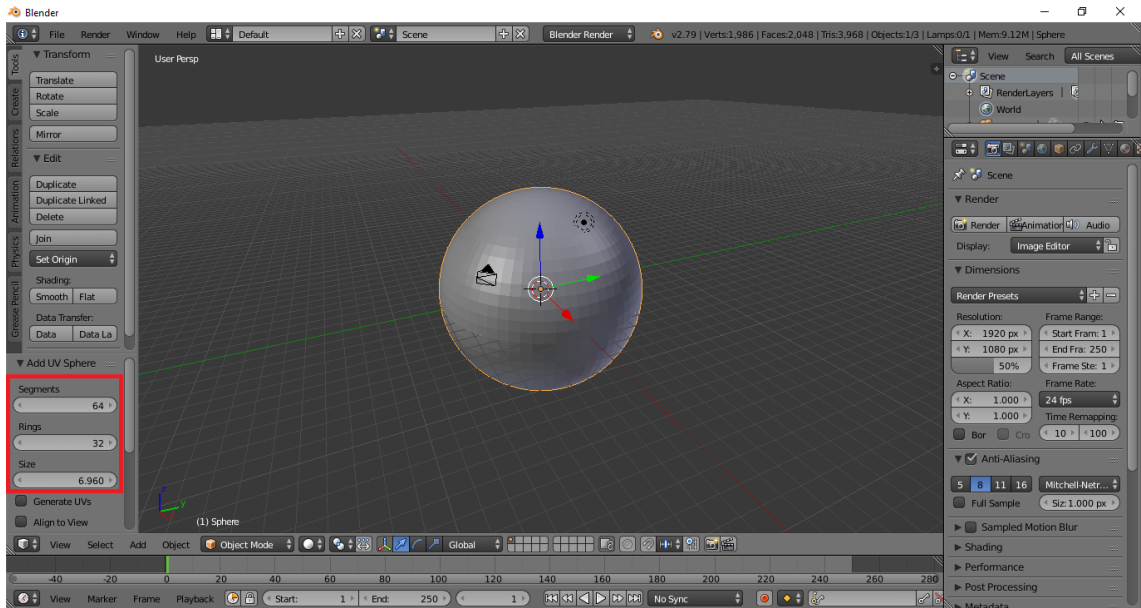 Blender
File Render Window Help Default Scene Blender Render v2.79 | Verts:1,986 | Faces:2,048 | Tris:3,968 | Objects:1/3 | Lamps:0/1 | Mem:9.12M | Sphere
Tools
Create
Relations
Animation
Physics
Grease Pencil
Transform
Translate
Rotate
Scale
Mirror
Edit
Duplicate
Duplicate Linked
Delete
Join
Set Origin
Shading:
Smooth Flat
Data Transfer:
Data Data La
Add UV Sphere
Segments
64
Rings
32
Size
6.960
Generate UVs
Align to View
User Persp
z
y
(1) Sphere
View Select Add Object Object Mode Global
-40 -20 0 20 40 60 80 100 120 140 160 180 200 220 240 260 280
View Marker Frame Playback Start: 1 End: 250 1 No Sync
View Search All Scenes
Scene
RenderLayers |
World
Scene
Render
Render Animation Audio
Display: Image Editor
Dimensions
Render Presets
Resolution: Frame Range:
X: 1920 px Start Fram: 1
Y: 1080 px End Fra: 250
50% Frame Ste: 1
Aspect Ratio: Frame Rate:
X: 1.000 24 fps
Y: 1.000 Time Remapping:
Bor Cro 10 100
Anti-Aliasing
5 8 11 16 Mitchell-Netr...
Full Sample Siz: 1.000 px
Sampled Motion Blur
Shading
Performance
Post Processing
Metadata